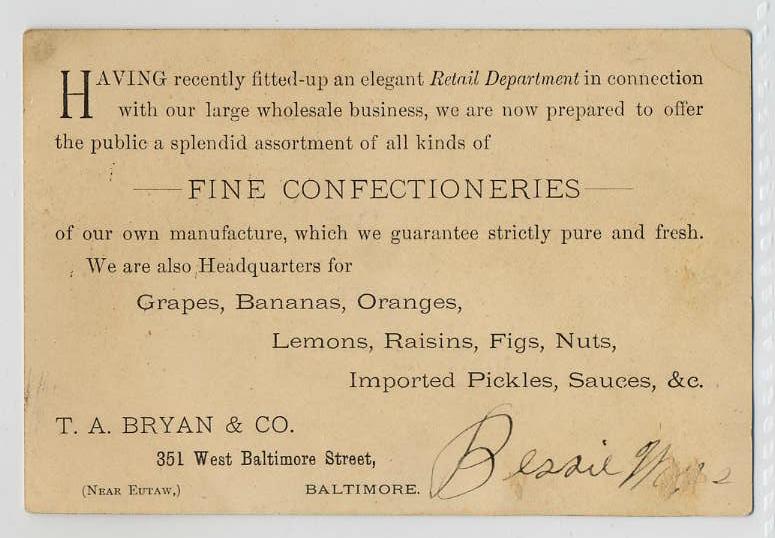 HAVING recently fitted-up an elegant Retail Department in connection
with our large wholesale business, we are now prepared to offer
the public a splendid assortment of all kinds of
FINE CONFECTIONERIES
of our own manufacture, which we guarantee strictly pure and fresh.
We are also Headquarters for
Grapes, Bananas, Oranges,
Lemons, Raisins, Figs, Nuts,
Imported Pickles, Sauces, &c.
T. A. BRYAN & CO.
351 West Baltimore Street,
(NEAR EUTAW,) BALTIMORE.
Bessie